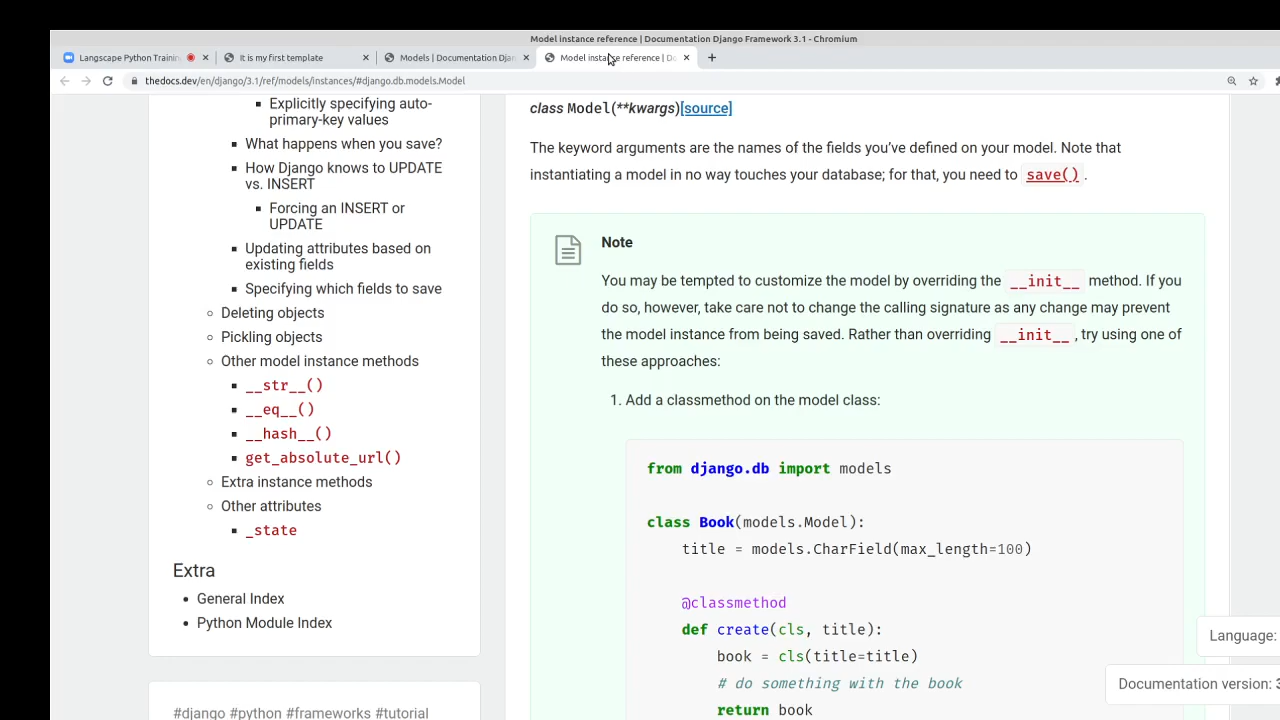 Model instance reference | Documentation Django Framework 3.1 - Chromium
Langscape Python Trainin
It is my first template
Models | Documentation Djan
Model instance reference | Do
thedocs.dev/en/django/3.1/ref/models/instances/#django.db.models.Model
Explicitly specifying auto-
primary-key values
What happens when you save?
How Django knows to UPDATE
vs. INSERT
Forcing an INSERT or
UPDATE
Updating attributes based on
existing fields
Specifying which fields to save
Deleting objects
Pickling objects
Other model instance methods
__str__()
__eq__()
__hash__()
get_absolute_url()
Extra instance methods
Other attributes
_state
Extra
General Index
Python Module Index
#django #python #frameworks #tutorial
class Model(**kwargs)[source]
The keyword arguments are the names of the fields you've defined on your model. Note that
instantiating a model in no way touches your database; for that, you need to save() .
Note
You may be tempted to customize the model by overriding the __init__ method. If you
do so, however, take care not to change the calling signature as any change may prevent
the model instance from being saved. Rather than overriding __init__ , try using one of
these approaches:
1. Add a classmethod on the model class:
from django.db import models
class Book(models.Model):
title = models.CharField(max_length=100)
@classmethod
def create(cls, title):
book = cls(title=title)
# do something with the book
return book
Language:
Documentation version: 3